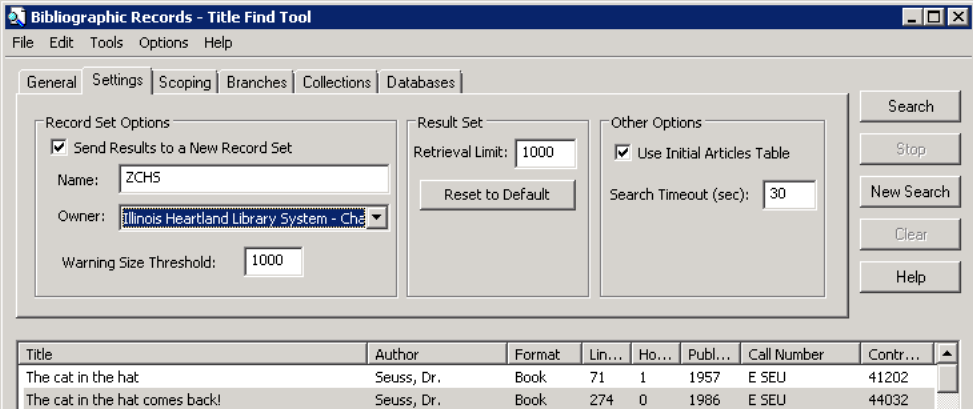 Bibliographic Records - Title Find Tool
File Edit Tools Options Help
General Settings Scoping Branches Collections Databases
Record Set Options
Send Results to a New Record Set
Name: ZCHS
Owner: Illinois Heartland Library System - Cha
Warning Size Threshold: 1000
Result Set
Retrieval Limit: 1000
Reset to Default
Other Options
Use Initial Articles Table
Search Timeout (sec): 30
Search
Stop
New Search
Clear
Help
Title Author Format Lin... Ho... Publ... Call Number Contr...
The cat in the hat Seuss, Dr. Book 71 1 1957 E SEU 41202
The cat in the hat comes back! Seuss, Dr. Book 274 0 1986 E SEU 44032